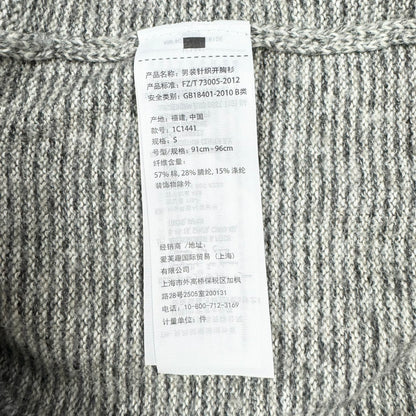 产品名称：男装针织开胸衫
产品标准：FZ/T 73005-2012
安全类别：GB18401-2010 B类
产地：福建，中国
款号：1C1441
规格：S
号型/规格：91cm－96cm
纤维含量：
57% 棉, 28% 腈纶, 15% 涤纶
装饰物除外
经销商 /地址：
爱芙趣国际贸易（上海）
有限公司
上海市外高桥保税区加枫
路28号2505室200131
电话：10-800-712-3169
计量单位：件